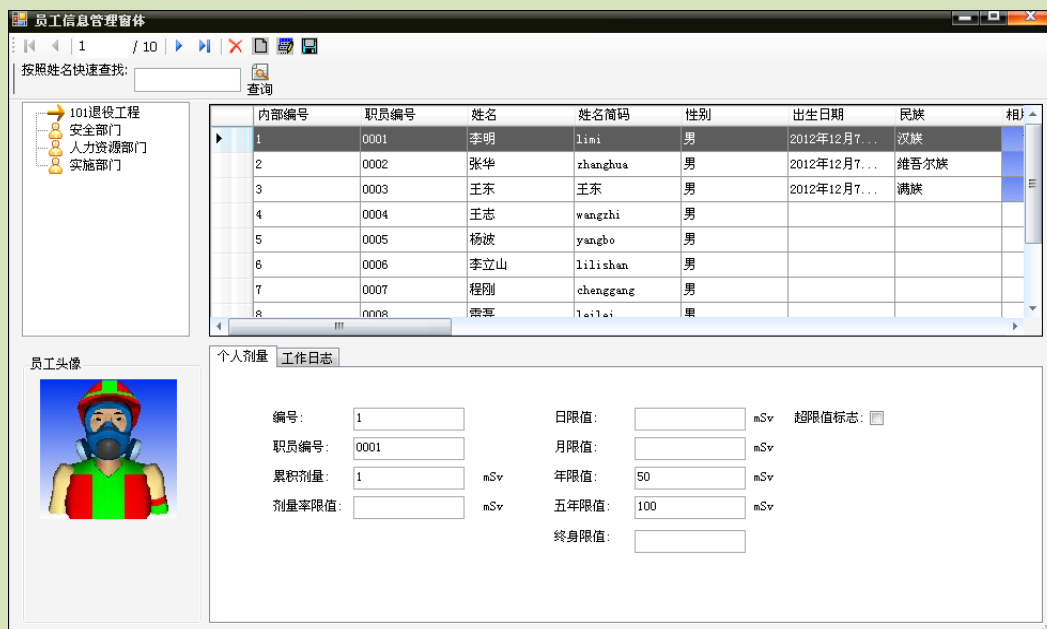 员工信息管理窗体
1 / 10
按照姓名快速查找:
查询
101退役工程
安全部门
人力资源部门
实施部门
内部编号 职员编号 姓名 姓名简码 性别 出生日期 民族
1 0001 李明 limi 男 2012年12月7... 汉族
2 0002 张华 zhanghua 男 2012年12月7... 维吾尔族
3 0003 王东 王东 男 2012年12月7... 满族
4 0004 王志 wangzhi 男
5 0005 杨波 yangbo 男
6 0006 李立山 lilishan 男
7 0007 程刚 chenggang 男
8 0008 雷磊 leilei 男
员工头像
个人剂量 工作日志
编号: 1 日限值: mSv 超限值标志:
职员编号: 0001 月限值: mSv
累积剂量: 1 mSv 年限值: 50 mSv
剂量率限值: mSv 五年限值: 100 mSv
终身限值: